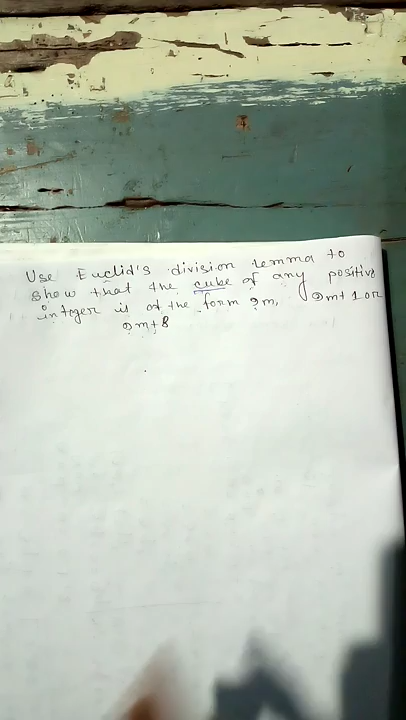 Use Euclid's division lemma to
show that the cube of any positive
intger is of the form 9m, 9m+1 or
9m+8